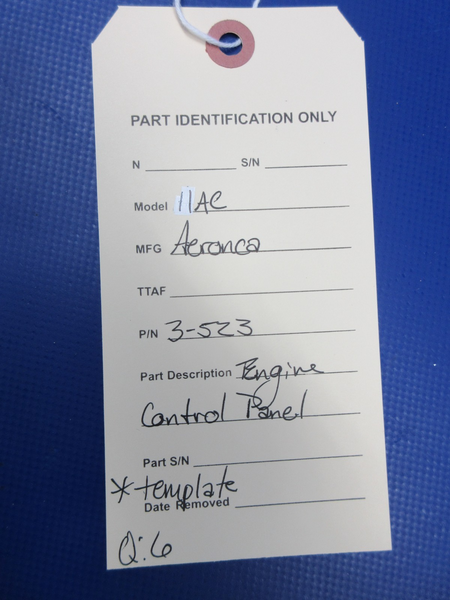 PART IDENTIFICATION ONLY
N S/N
Model 11AC
MFG Aeronca
TTAF
P/N 3-523
Part Description Engine
Control Panel
Part S/N
*template
Date Removed
Q:6